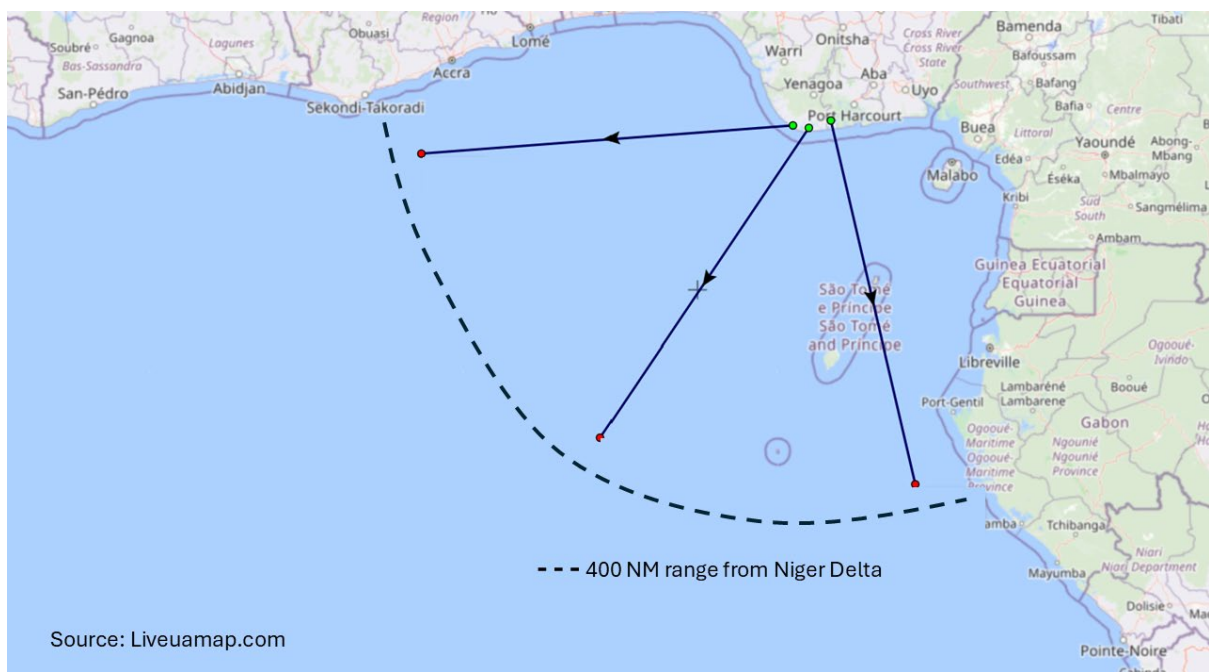 Region
Tibati
Gagnoa
Soubré
Lagunes
Bas-Sassandra
San-Pédro
Abidjan
Obuasi
Sekondi-Takoradi
Accra
Lomé
Onitsha
Warri
Yenagoa
Aba
Uyo
Port Harcourt
Cross River
State
Cross River
State
Bamenda
Bafoussam
Southwest
Bafang
Bafia
Centre
Buea
Littoral
Yaoundé
Abong-
Mbang
Edéa
Mbalmayo
Éséka
Malabo
Kribi
Sud
South
Sangmélima
Ambam
Guinea Ecuatorial
Equatorial
Guinea
São Tomé
e Príncipe
São Tomé
and Príncipe
Libreville
Ogooué-
Ivindo
Lambaréné
Lambarene
Booué
Port-Gentil
Gabon
Ogooué-
Maritime
Ogooué-
Maritime
Province
Ngounié
Ngounié
Province
amba
Tchibanga
Mayumba
Niari
Niari Department
Dolisie
Pointe-Noire
400 NM range from Niger Delta
Source: Liveuamap.com